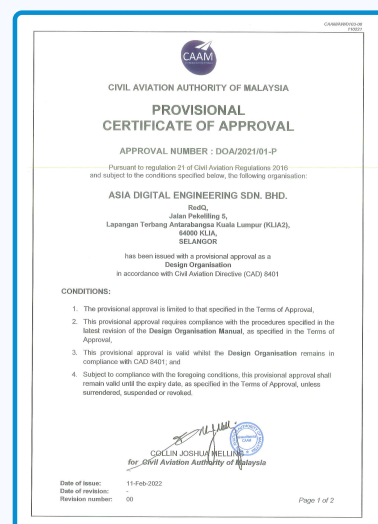 CAAM
CIVIL AVIATION AUTHORITY OF MALAYSIA
PROVISIONAL
CERTIFICATE OF APPROVAL
APPROVAL NUMBER : DOA/2021/01-P
Pursuant to regulation 21 of Civil Aviation Regulations 2016
and subject to the conditions specified below, the following organisation:
ASIA DIGITAL ENGINEERING SDN. BHD.
RedQ,
Jalan Pekeliling 5,
Lapangan Terbang Antarabangsa Kuala Lumpur (KLIA2),
64000 KLIA,
SELANGOR
has been issued with a provisional approval as a
Design Organisation
in accordance with Civil Aviation Directive (CAD) 8401
CONDITIONS:
1. The provisional approval is limited to that specified in the Terms of Approval,
2. This provisional approval requires compliance with the procedures specified in the
latest revision of the Design Organisation Manual, as specified in the Terms of
Approval,
3. This provisional approval is valid whilst the Design Organisation remains in
compliance with CAD 8401; and
4. Subject to compliance with the foregoing conditions, this provisional approval shall
remain valid until the expiry date, as specified in the Terms of Approval, unless
surrendered, suspended or revoked.
COLLIN JOSHUA MELLING
for Civil Aviation Authority of Malaysia
Date of issue: 11-Feb-2022
Date of revision: -
Revision number: 00
Page 1 of 2